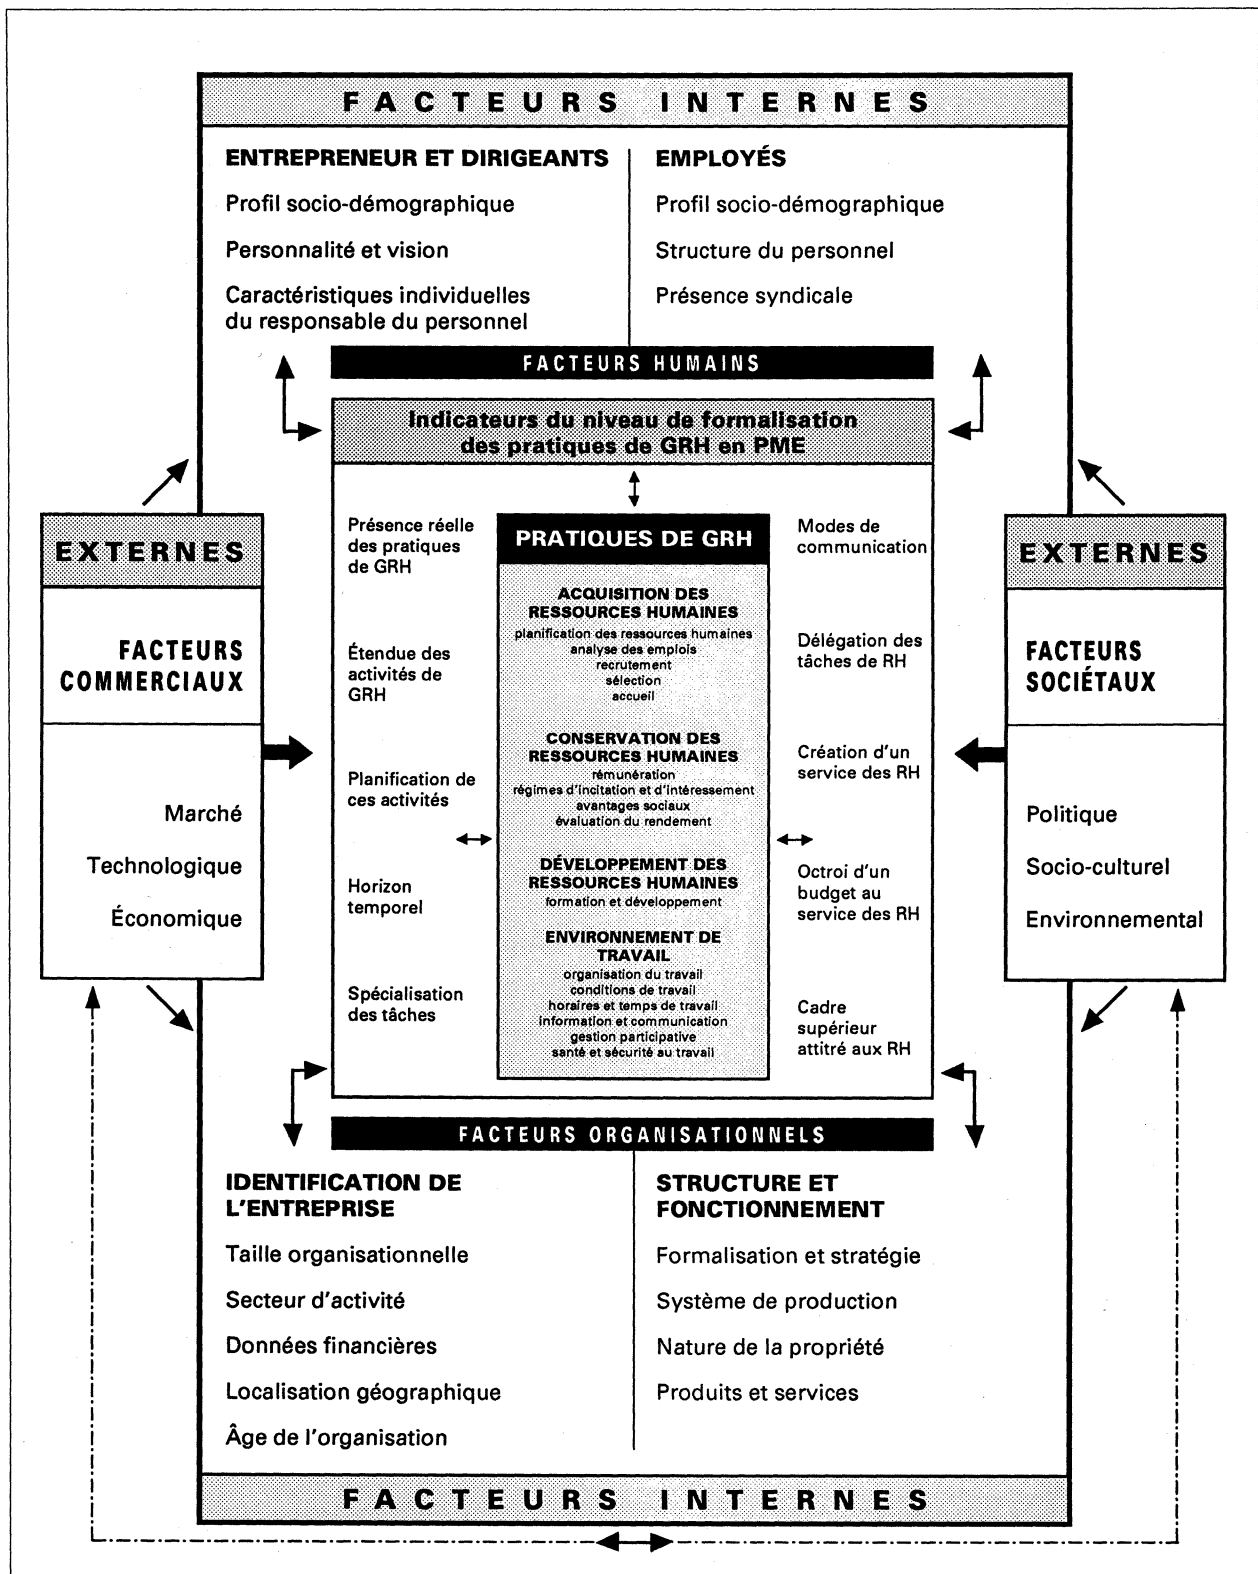 FACTEURS INTERNES
ENTREPRENEUR ET DIRIGEANTS
Profil socio-démographique
Personnalité et vision
Caractéristiques individuelles
du responsable du personnel
EMPLOYÉS
Profil socio-démographique
Structure du personnel
Présence syndicale
FACTEURS HUMAINS
Indicateurs du niveau de formalisation
des pratiques de GRH en PME
EXTERNES
FACTEURS
COMMERCIAUX
Marché
Technologique
Économique
Présence réelle
des pratiques
de GRH
Étendue des
activités de
GRH
Planification de
ces activités
Horizon
temporel
Spécialisation
des tâches
PRATIQUES DE GRH
ACQUISITION DES
RESSOURCES HUMAINES
planification des ressources humaines
analyse des emplois
recrutement
sélection
accueil
CONSERVATION DES
RESSOURCES HUMAINES
rémunération
régimes d'incitation et d'intéressement
avantages sociaux
évaluation du rendement
DÉVELOPPEMENT DES
RESSOURCES HUMAINES
formation et développement
ENVIRONNEMENT DE
TRAVAIL
organisation du travail
conditions de travail
horaires et temps de travail
information et communication
gestion participative
santé et sécurité au travail
Modes de
communication
Délégation des
tâches de RH
Création d'un
service des RH
Octroi d'un
budget au
service des RH
Cadre
supérieur
attitré aux RH
EXTERNES
FACTEURS
SOCIÉTAUX
Politique
Socio-culturel
Environnemental
FACTEURS ORGANISATIONNELS
IDENTIFICATION DE
L'ENTREPRISE
Taille organisationnelle
Secteur d'activité
Données financières
Localisation géographique
Âge de l'organisation
STRUCTURE ET
FONCTIONNEMENT
Formalisation et stratégie
Système de production
Nature de la propriété
Produits et services
FACTEURS INTERNES